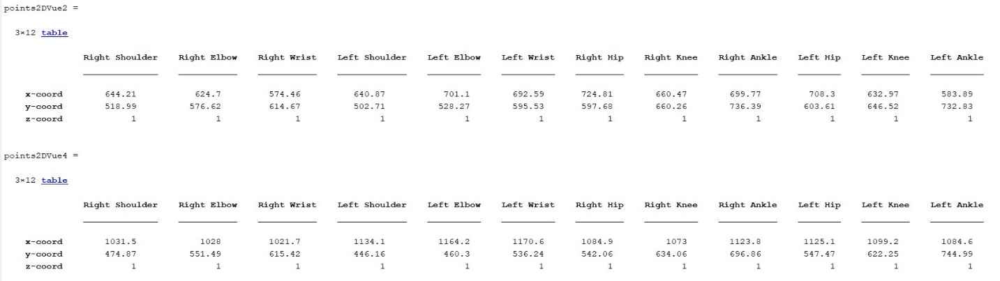 points2DVue2 =
3×12 table
Right Shoulder Right Elbow Right Wrist Left Shoulder Left Elbow Left Wrist Right Hip Right Knee Right Ankle Left Hip Left Knee Left Ankle
x-coord 644.21 624.7 574.46 640.87 701.1 692.59 724.81 660.47 699.77 708.3 632.97 583.89
y-coord 518.99 576.62 614.67 502.71 528.27 595.53 597.68 660.26 736.39 603.61 646.52 732.83
z-coord 1 1 1 1 1 1 1 1 1 1 1 1
points2DVue4 =
3×12 table
Right Shoulder Right Elbow Right Wrist Left Shoulder Left Elbow Left Wrist Right Hip Right Knee Right Ankle Left Hip Left Knee Left Ankle
x-coord 1031.5 1028 1021.7 1134.1 1164.2 1170.6 1084.9 1073 1123.8 1125.1 1099.2 1084.6
y-coord 474.87 551.49 615.42 446.16 460.3 536.24 542.06 634.06 696.86 547.47 622.25 744.99
z-coord 1 1 1 1 1 1 1 1 1 1 1 1